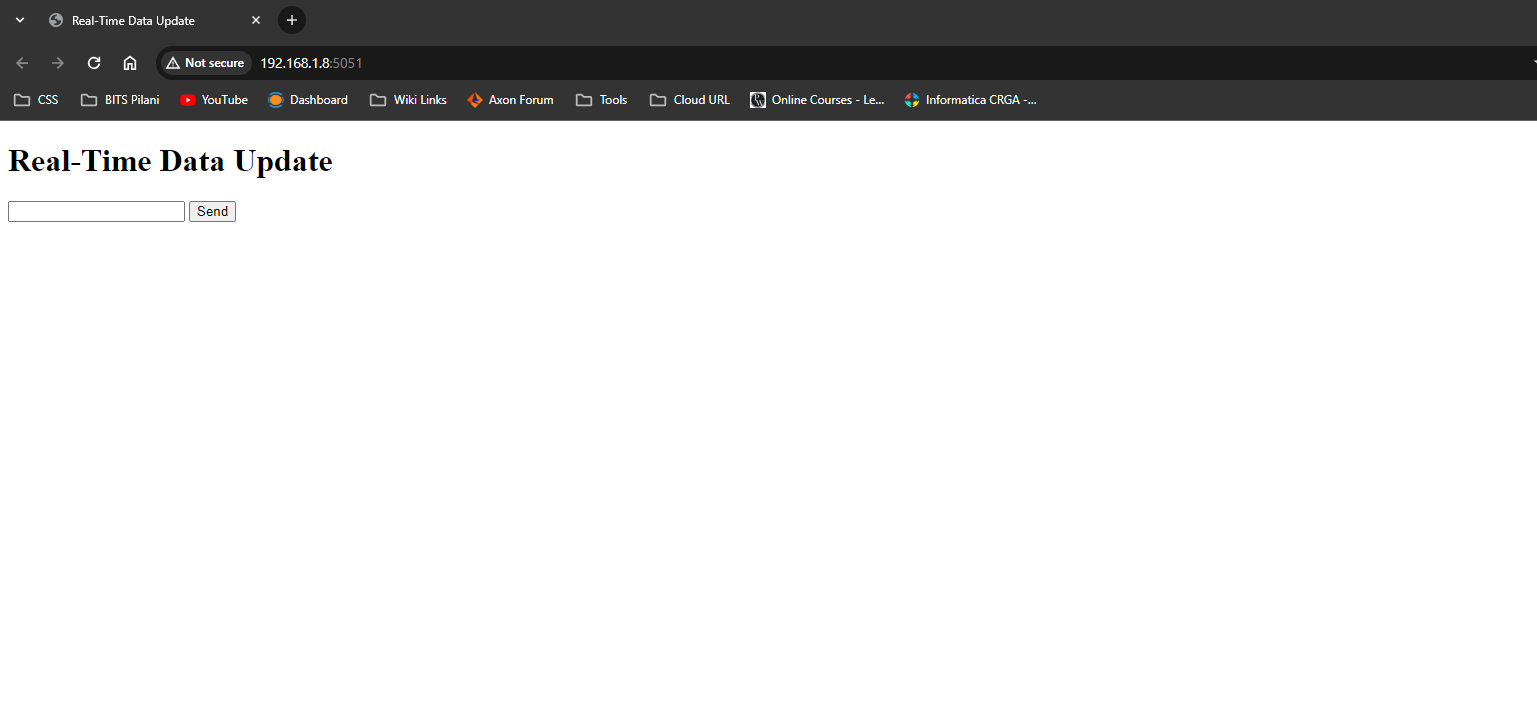 Real-Time Data Update
Not secure 192.168.1.8:5051
CSS BITS Pilani YouTube Dashboard Wiki Links Axon Forum Tools Cloud URL Online Courses - Le... Informatica CRGA -...
Real-Time Data Update
Send